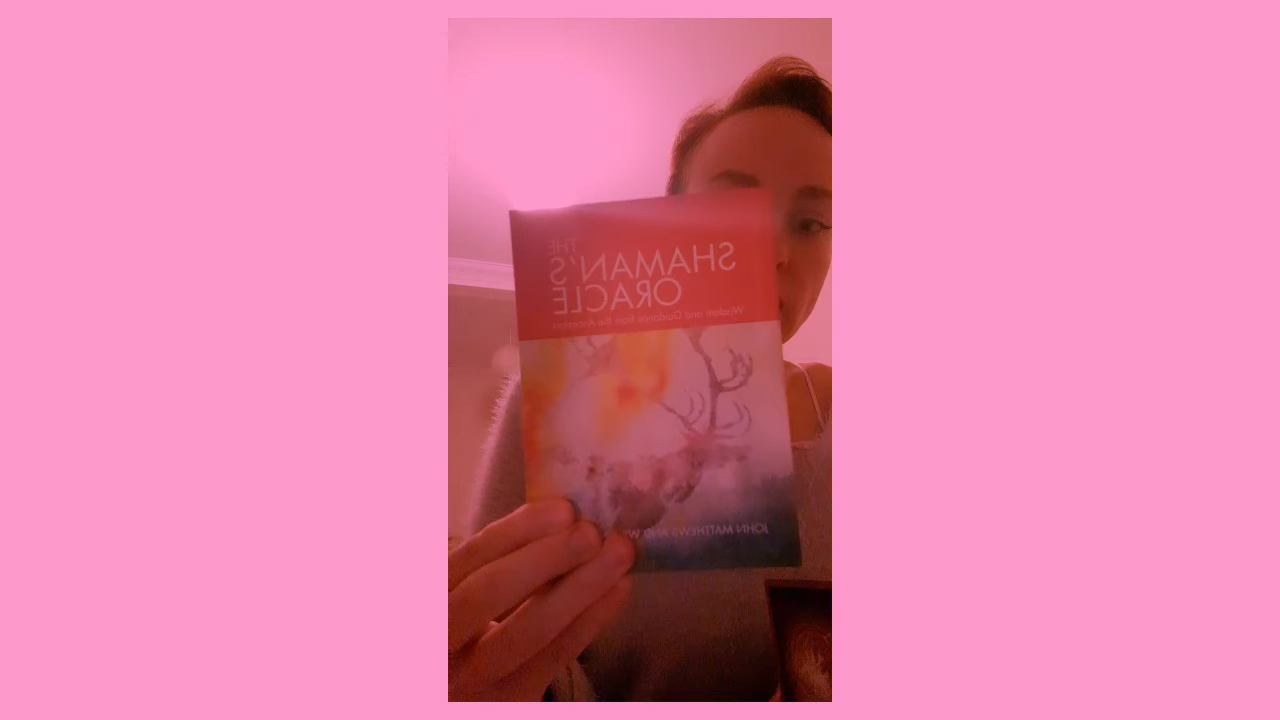 THE
SHAMAN'S
ORACLE
Wisdom and Guidance from the Ancestors
JOHN MATTHEWS AND W